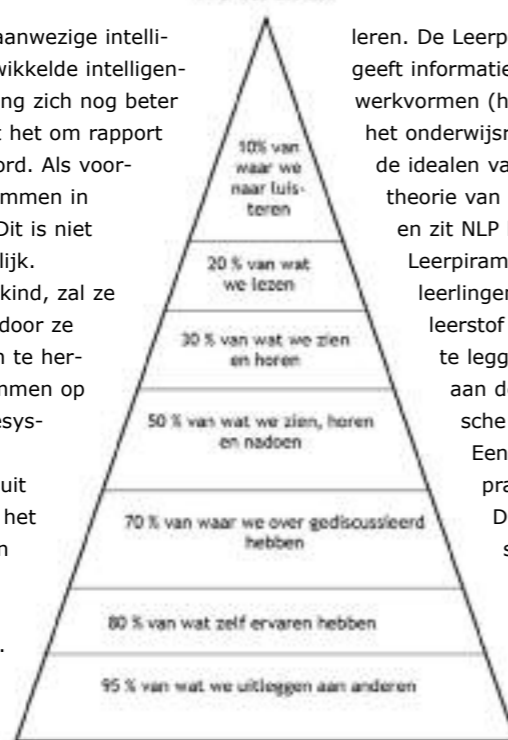 aanwezige intelli-
wikkelde intelligen-
ng zich nog beter
het om rapport
ord. Als voor-
mmen in
Dit is niet
lijk.
kind, zal ze
door ze
n te her-
mmen op
esys-
uit
het
n
.
10% van
waar we
naar luis-
teren
20 % van wat
we lezen
30 % van wat we zien
en horen
50 % van wat we zien, horen
en nadoen
70 % van waar we over gediscussieerd
hebben
80 % van wat zelf ervaren hebben
95 % van wat we uitleggen aan anderen
leren. De Leerp
geeft informatie
werkvormen (h
het onderwijsr
de idealen va
theorie van
en zit NLP
Leerpiram
leerlingen
leerstof
te legg
aan de
sche
Een
pra
D
s